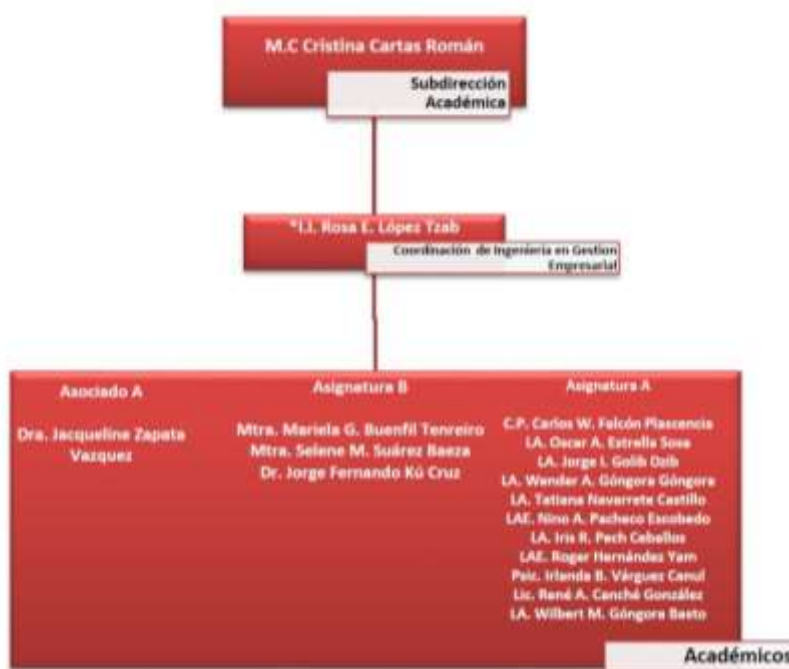 M.C Cristina Cartas Román
Subdirección
Académica
*I.I. Rosa E. López Tzab
Coordinación de Ingeniería en Gestion
Empresarial
Asociado A
Dra. Jacqueline Zapata
Vazquez
Asignatura B
Mtra. Mariela G. Buenfil Tenreiro
Mtra. Selene M. Suárez Baeza
Dr. Jorge Fernando Kú Cruz
Asignatura A
C.P. Carlos W. Falcón Plascencia
LA. Oscar A. Estrella Sosa
LA. Jorge I. Golib Dzib
LA. Wender A. Góngora Góngora
LA. Tatiana Navarrete Castillo
LAE. Nino A. Pacheco Escobedo
LA. Iris R. Pech Ceballos
LAE. Roger Hernández Yam
Psic. Irlanda B. Várguez Canul
Lic. René A. Canché González
LA. Wilbert M. Góngora Basto
Académicos